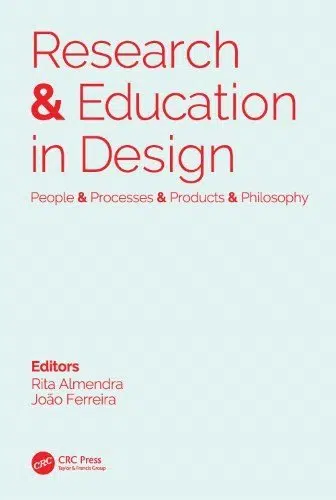 Research
& Education
in Design
People & Processes & Products & Philosophy
Editors
Rita Almendra
João Ferreira
CRC
CRC Press
Taylor & Francis Group